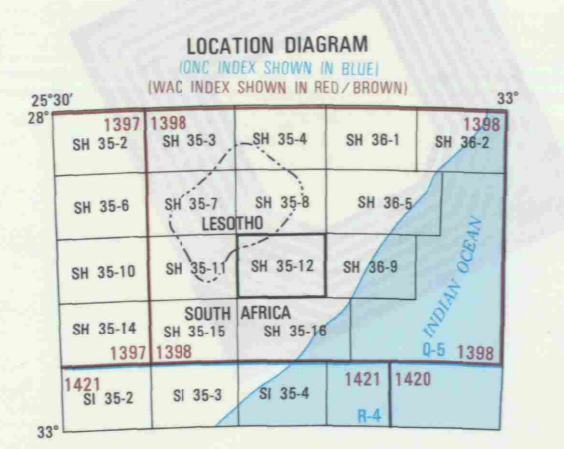 LOCATION DIAGRAM
(ONC INDEX SHOWN IN BLUE)
(WAC INDEX SHOWN IN RED/BROWN)
25°30' 33°
28° 1397 1398 1398
SH 35-2 SH 35-3 SH 35-4 SH 36-1 SH 36-2
SH 35-6 SH 35-7 SH 35-8 SH 36-5
LESOTHO
SH 35-10 SH 35-11 SH 35-12 SH 36-9
INDIAN OCEAN
SOUTH AFRICA
SH 35-14 SH 35-15 SH 35-16
1397 1398 Q-5 1398
1421 1421 1420
SI 35-2 SI 35-3 SI 35-4
R-4
33°